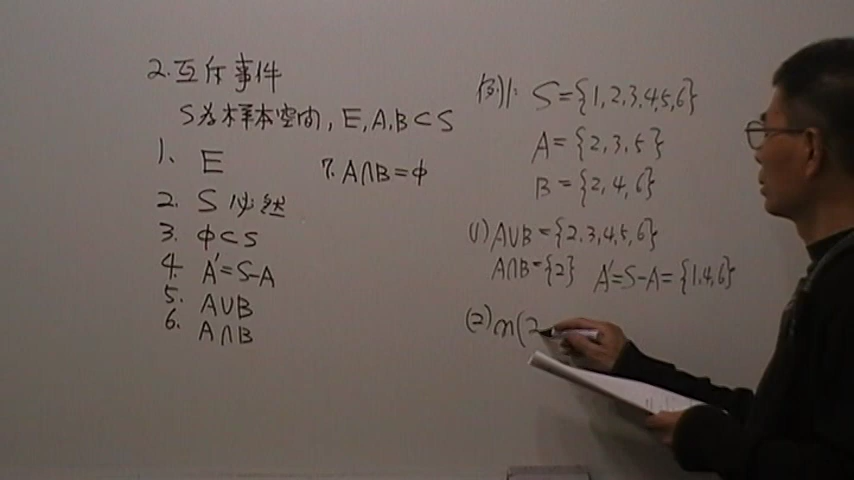 2.互斥事件
S為样本空间, E,A,B⊂S
1. E
2. S 必然
3. ϕ⊂S
4. A'=S-A
5. A∪B
6. A∩B
7. A∩B=ϕ
例1: S={1,2,3,4,5,6}
A={2,3,5}
B={2,4,6}
(1) A∪B={2,3,4,5,6}
A∩B={2} A'=S-A={1,4,6}
(2) n(2